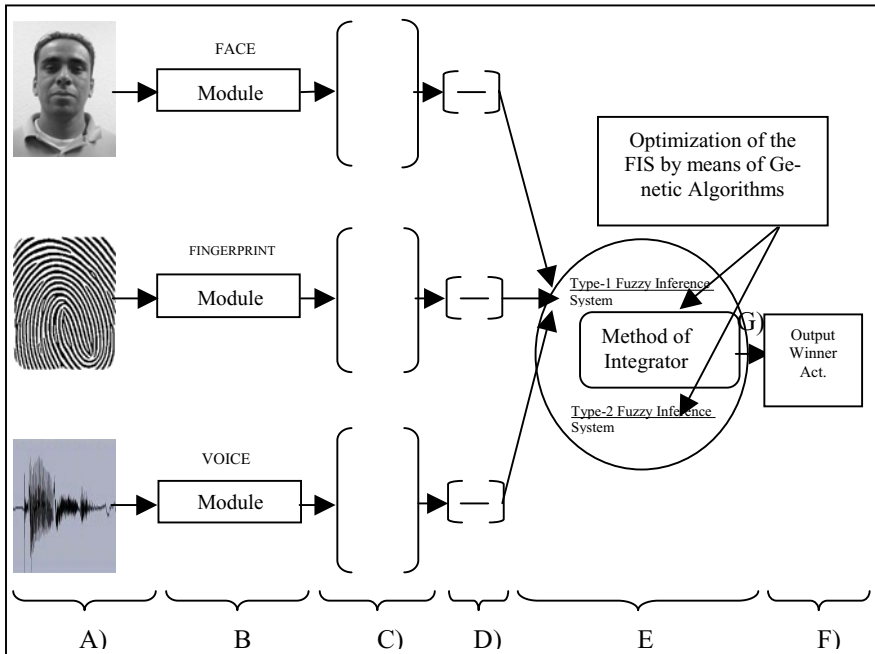 FACE
Module
FINGERPRINT
Module
VOICE
Module
Optimization of the
FIS by means of Ge-
netic Algorithms
Type-1 Fuzzy Inference
System
Method of
Integrator
Type-2 Fuzzy Inference
System
G)
Output
Winner
Act.
A)
B
C)
D)
E
F)